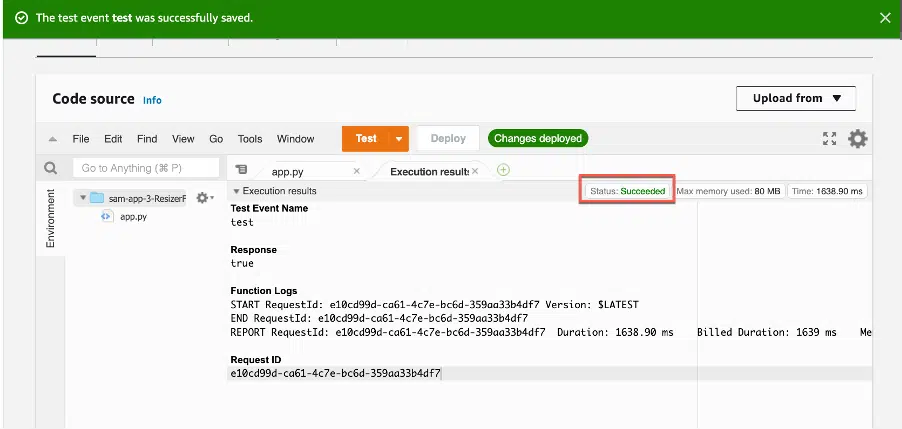 The test event test was successfully saved.
Code source Info
Upload from
File Edit Find View Go Tools Window Test Deploy Changes deployed
Go to Anything (⌘ P)
app.py
Execution results
Environment
sam-app-3-ResizerF
app.py
Execution results
Status: Succeeded
Max memory used: 80 MB
Time: 1638.90 ms
Test Event Name
test
Response
true
Function Logs
START RequestId: e10cd99d-ca61-4c7e-bc6d-359aa33b4df7 Version: $LATEST
END RequestId: e10cd99d-ca61-4c7e-bc6d-359aa33b4df7
REPORT RequestId: e10cd99d-ca61-4c7e-bc6d-359aa33b4df7 Duration: 1638.90 ms Billed Duration: 1639 ms Me
Request ID
e10cd99d-ca61-4c7e-bc6d-359aa33b4df7